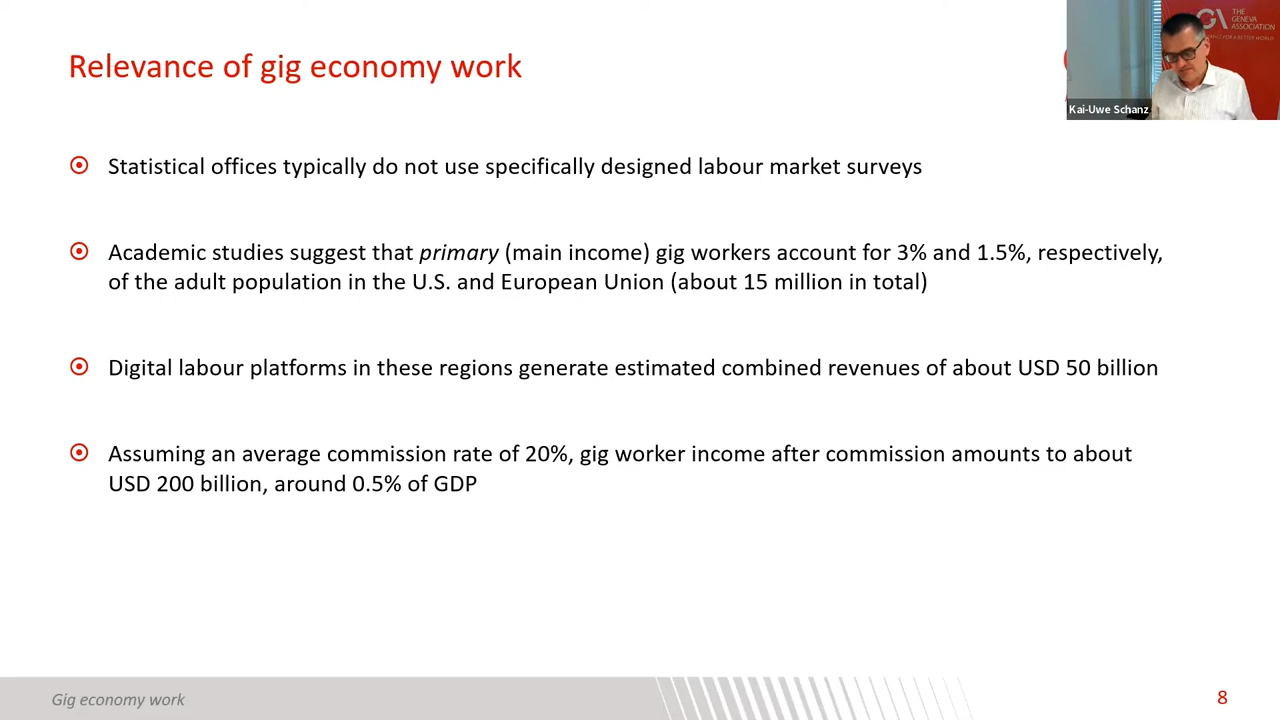 Relevance of gig economy work
THE
GENEVA
ASSOCIATION
Kai-Uwe Schanz
Statistical offices typically do not use specifically designed labour market surveys
Academic studies suggest that primary (main income) gig workers account for 3% and 1.5%, respectively,
of the adult population in the U.S. and European Union (about 15 million in total)
Digital labour platforms in these regions generate estimated combined revenues of about USD 50 billion
Assuming an average commission rate of 20%, gig worker income after commission amounts to about
USD 200 billion, around 0.5% of GDP
Gig economy work
8